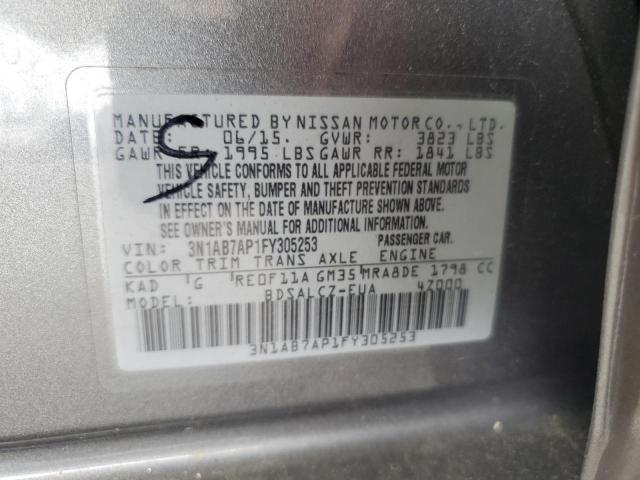 MANUFACTURED BY NISSAN MOTOR CO., LTD.
DATE: 06/15. GVWR: 3823 LBS
GAWR FR: 1995 LBS GAWR RR: 1841 LBS
THIS VEHICLE CONFORMS TO ALL APPLICABLE FEDERAL MOTOR
VEHICLE SAFETY, BUMPER AND THEFT PREVENTION STANDARDS
IN EFFECT ON THE DATE OF MANUFACTURE SHOWN ABOVE.
SEE OWNER'S MANUAL FOR ADDITIONAL INFORMATION.
VIN: 3N1AB7AP1FY305253 PASSENGER CAR.
COLOR TRIM TRANS AXLE ENGINE
KAD G RE0F11A GM35 MRA8DE 1798 CC
MODEL: BDSALCZ-EUA 4Z000
3N1AB7AP1FY305253
S